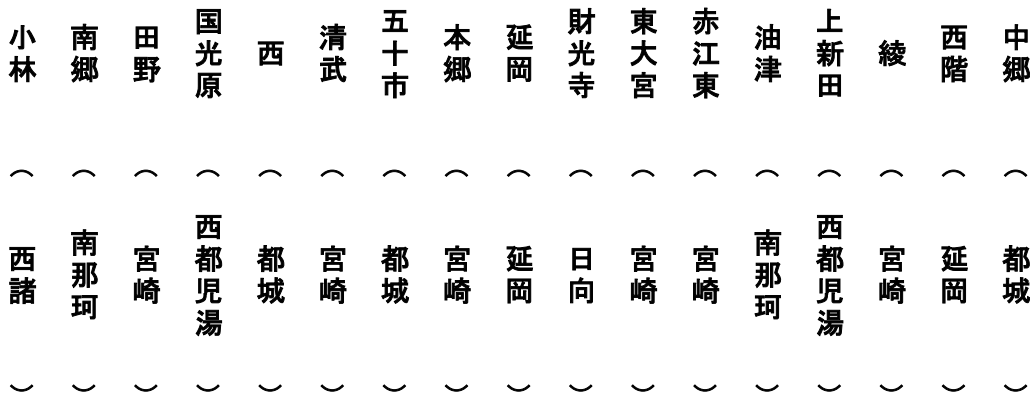 中郷（都城）
西階（延岡）
綾（宮崎）
上新田（西都児湯）
油津（南那珂）
赤江東（宮崎）
東大宮（宮崎）
財光寺（日向）
延岡（延岡）
本郷（宮崎）
五十市（都城）
清武（宮崎）
西（都城）
国光原（西都児湯）
田野（宮崎）
南郷（南那珂）
小林（西諸）